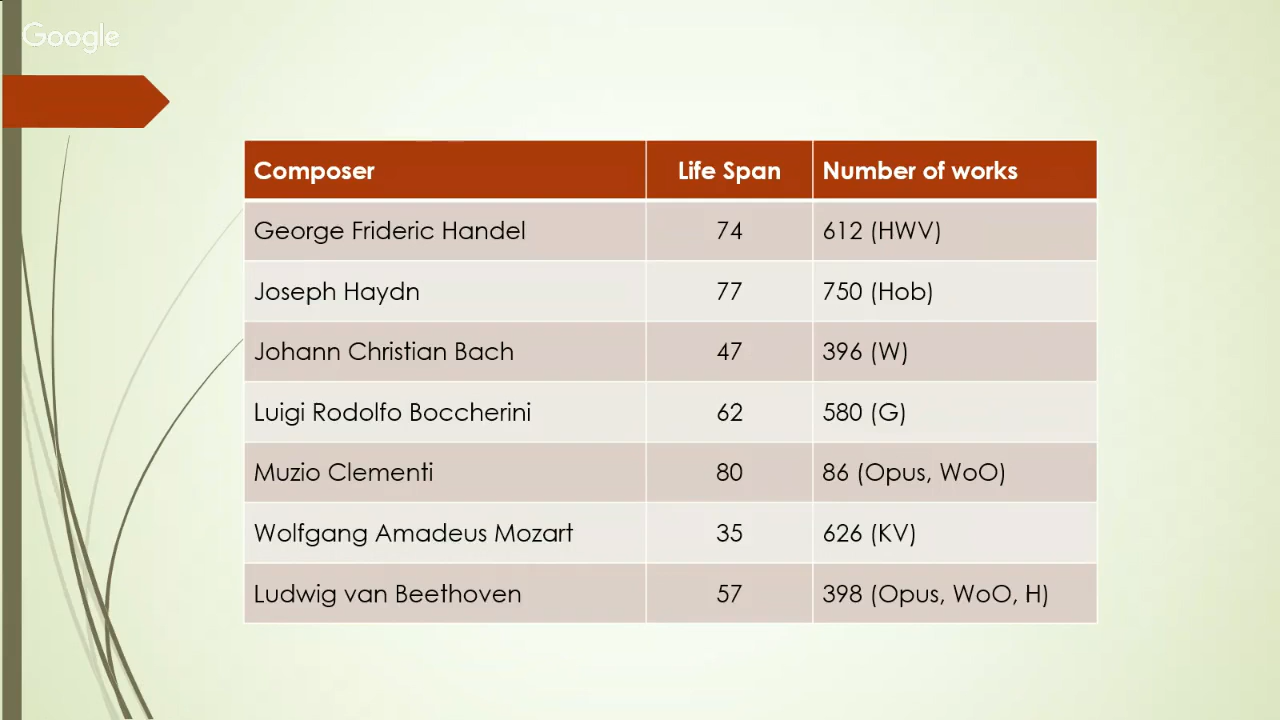 Google
Composer Life Span Number of works
George Frideric Handel 74 612 (HWV)
Joseph Haydn 77 750 (Hob)
Johann Christian Bach 47 396 (W)
Luigi Rodolfo Boccherini 62 580 (G)
Muzio Clementi 80 86 (Opus, WoO)
Wolfgang Amadeus Mozart 35 626 (KV)
Ludwig van Beethoven 57 398 (Opus, WoO, H)